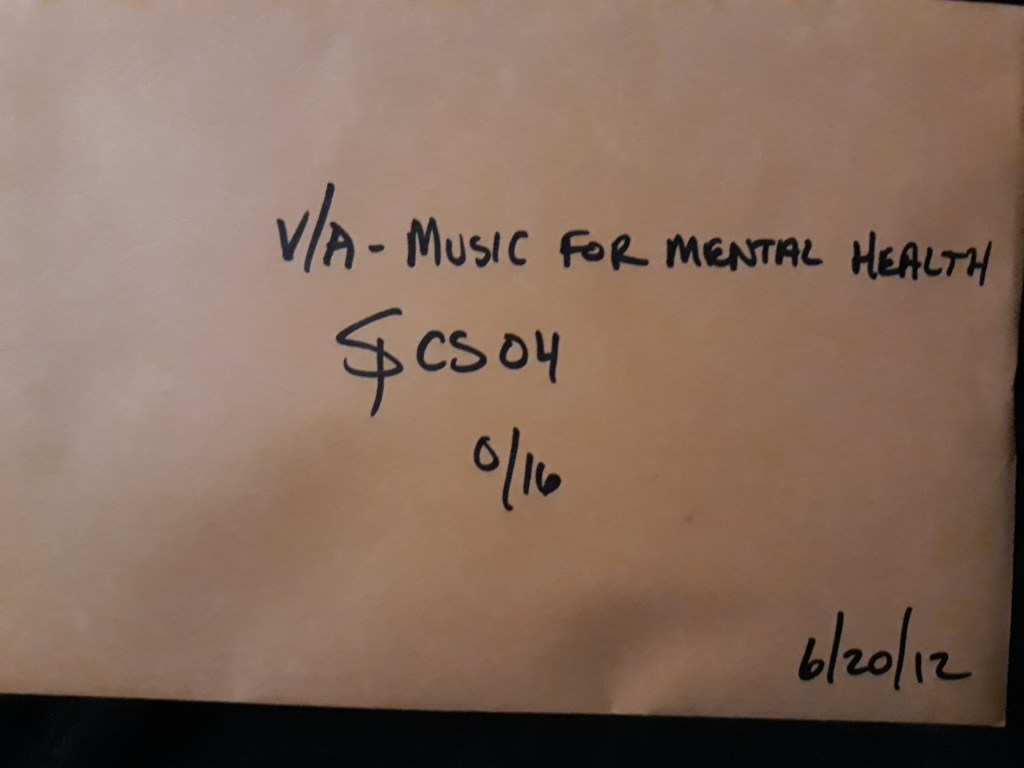 V/A - MUSIC FOR MENTAL HEALTH
CS04
0/16
6/20/12